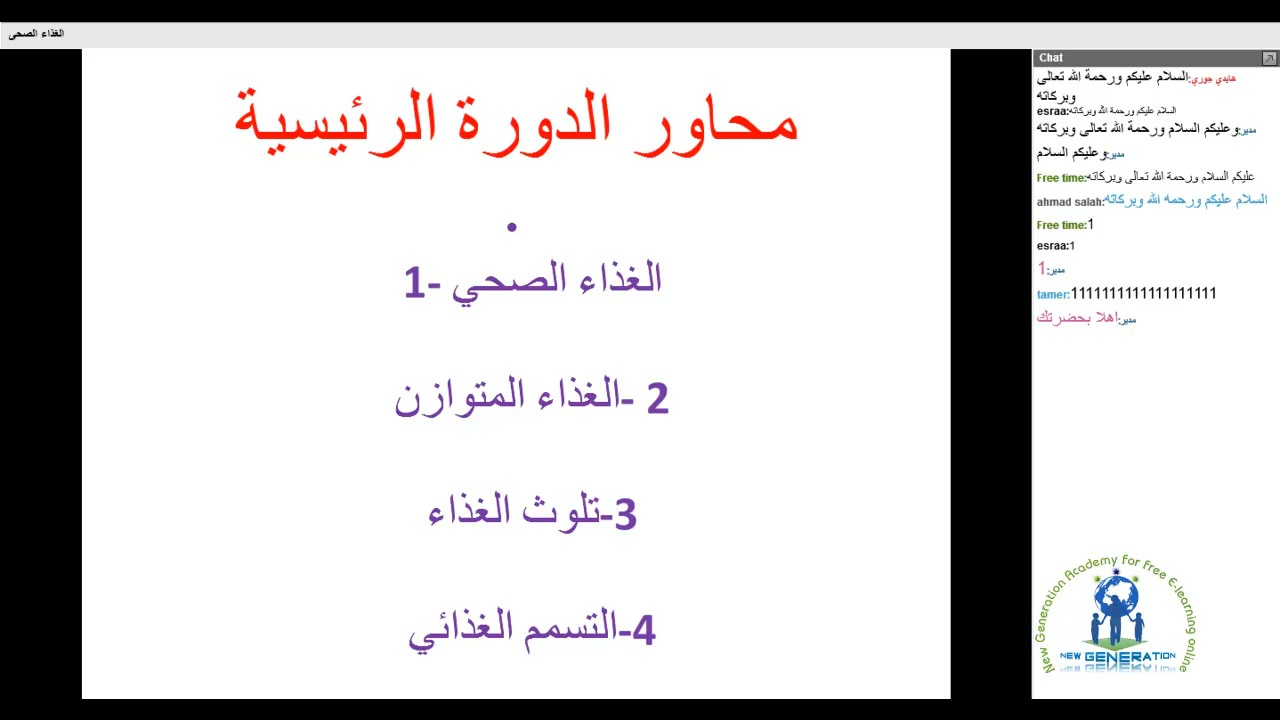 الغذاء الصحى
محاور الدورة الرئيسية
•
الغذاء الصحي -1
2 -الغذاء المتوازن
3-تلوث الغذاء
4-التسمم الغذائي
Chat
هايدي جوري:السلام عليكم ورحمة الله تعالى
وبركاته
esraa:السلام عليكم ورحمة الله وبركاته
مدير:وعليكم السلام ورحمة الله تعالى وبركاته
مدير:وعليكم السلام
Free time:عليكم السلام ورحمة الله تعالى وبركاته
ahmad salah:السلام عليكم ورحمه الله وبركاته
Free time:1
esraa:1
مدير:1
tamer:1111111111111111111
مدير:اهلا بحضرتك
New Generation Academy for Free E-learning online
NEW GENERATION